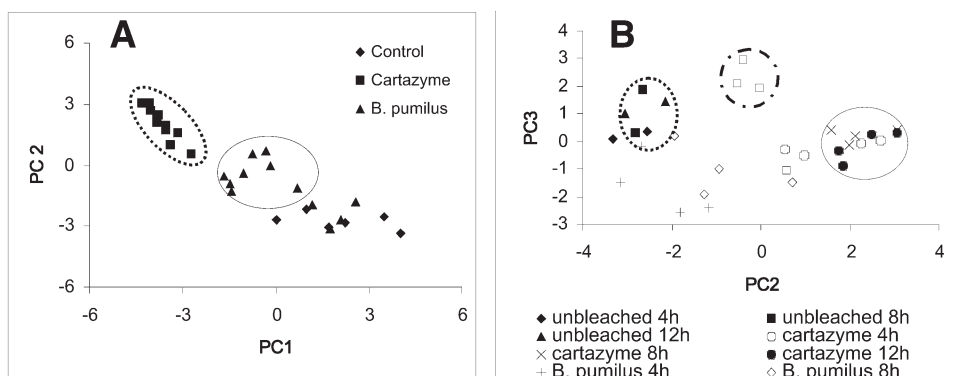 A
6
3
0
-3
-6
-6 -3 0 3 6
PC 2
PC1
Control
Cartazyme
B. pumilus
B
4
3
2
1
0
-1
-2
-3
-4 -2 0 2 4
PC3
PC2
unbleached 4h
unbleached 12h
cartazyme 8h
B. pumilus 4h
unbleached 8h
cartazyme 4h
cartazyme 12h
B. pumilus 8h